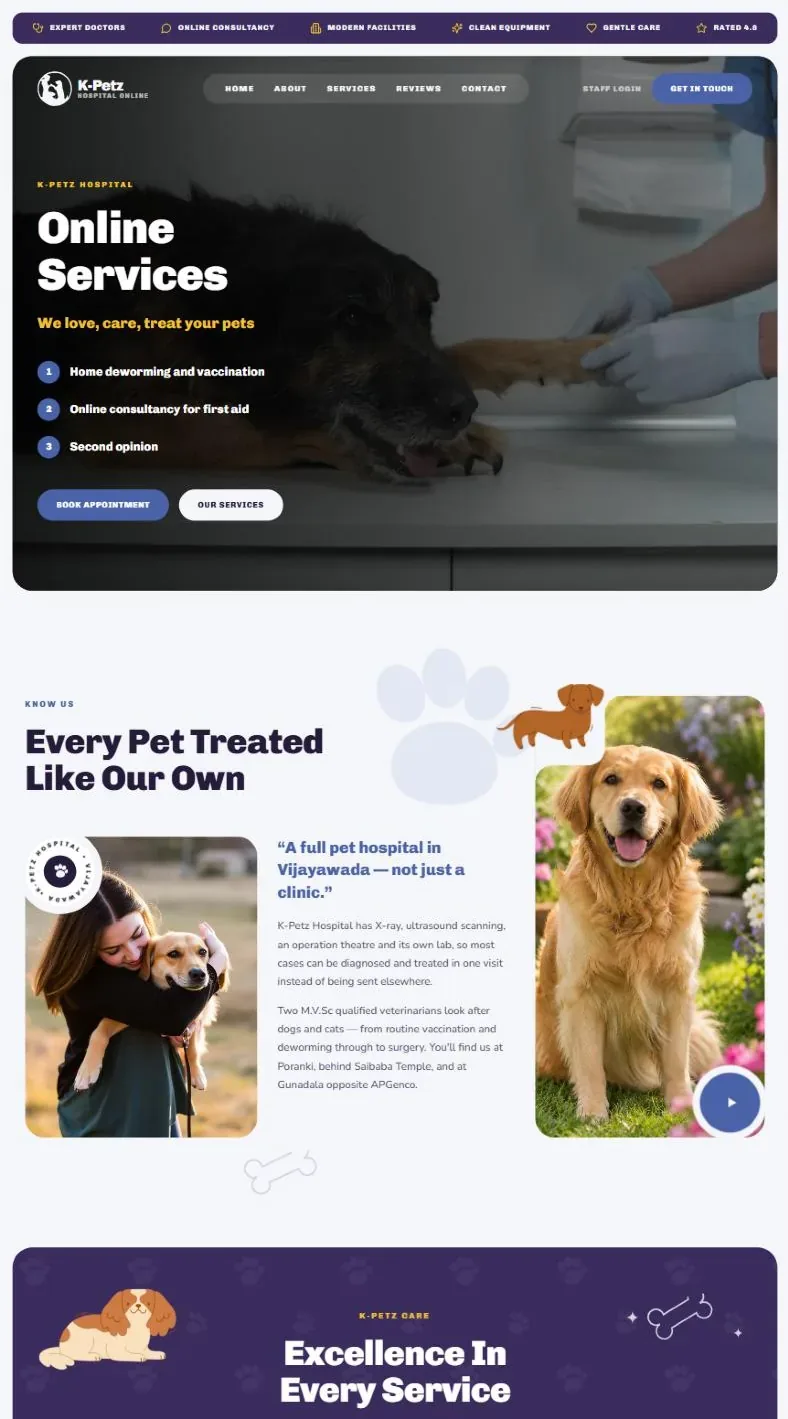 EXPERT DOCTORS
ONLINE CONSULTANCY
MODERN FACILITIES
CLEAN EQUIPMENT
GENTLE CARE
RATED 4.8
K-Petz
HOSPITAL ONLINE
HOME
ABOUT
SERVICES
REVIEWS
CONTACT
STAFF LOGIN
GET IN TOUCH
K-PETZ HOSPITAL
Online
Services
We love, care, treat your pets
1 Home deworming and vaccination
2 Online consultancy for first aid
3 Second opinion
BOOK APPOINTMENT
OUR SERVICES
KNOW US
Every Pet Treated
Like Our Own
K-PETZ HOSPITAL • VIJAYAWADA •
“A full pet hospital in
Vijayawada — not just a
clinic.”
K-Petz Hospital has X-ray, ultrasound scanning,
an operation theatre and its own lab, so most
cases can be diagnosed and treated in one visit
instead of being sent elsewhere.
Two M.V.Sc qualified veterinarians look after
dogs and cats — from routine vaccination and
deworming through to surgery. You'll find us at
Poranki, behind Saibaba Temple, and at
Gunadala opposite APGenco.
K-PETZ CARE
Excellence In
Every Service